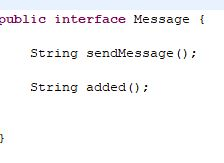 public interface Message {
String sendMessage();
String added();
}